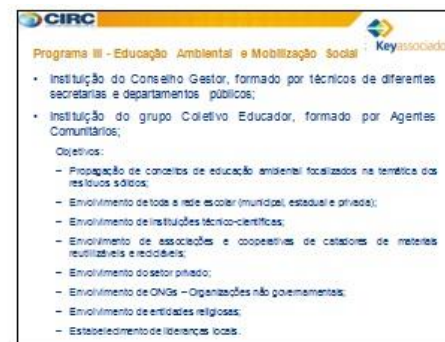 CIRC
Keyassociado
Programa III - Educação Ambiental e Mobilização Social
• Instituição do Conselho Gestor, formado por técnicos de diferentes
secretarias e departamentos públicos;
• Instituição do grupo Coletivo Educador, formado por Agentes
Comunitários;
Objetivos:
– Propagação de conceitos de educação ambiental focalizados na temática dos
resíduos sólidos;
– Envolvimento de toda a rede escolar (municipal, estadual e privada);
– Envolvimento de instituições técnico-científicas;
– Envolvimento de associações e cooperativas de catadores de materiais
reutilizáveis e recicláveis;
– Envolvimento do setor privado;
– Envolvimento de ONGs – Organizações não governamentais;
– Envolvimento de entidades religiosas;
– Estabelecimento de lideranças locais.